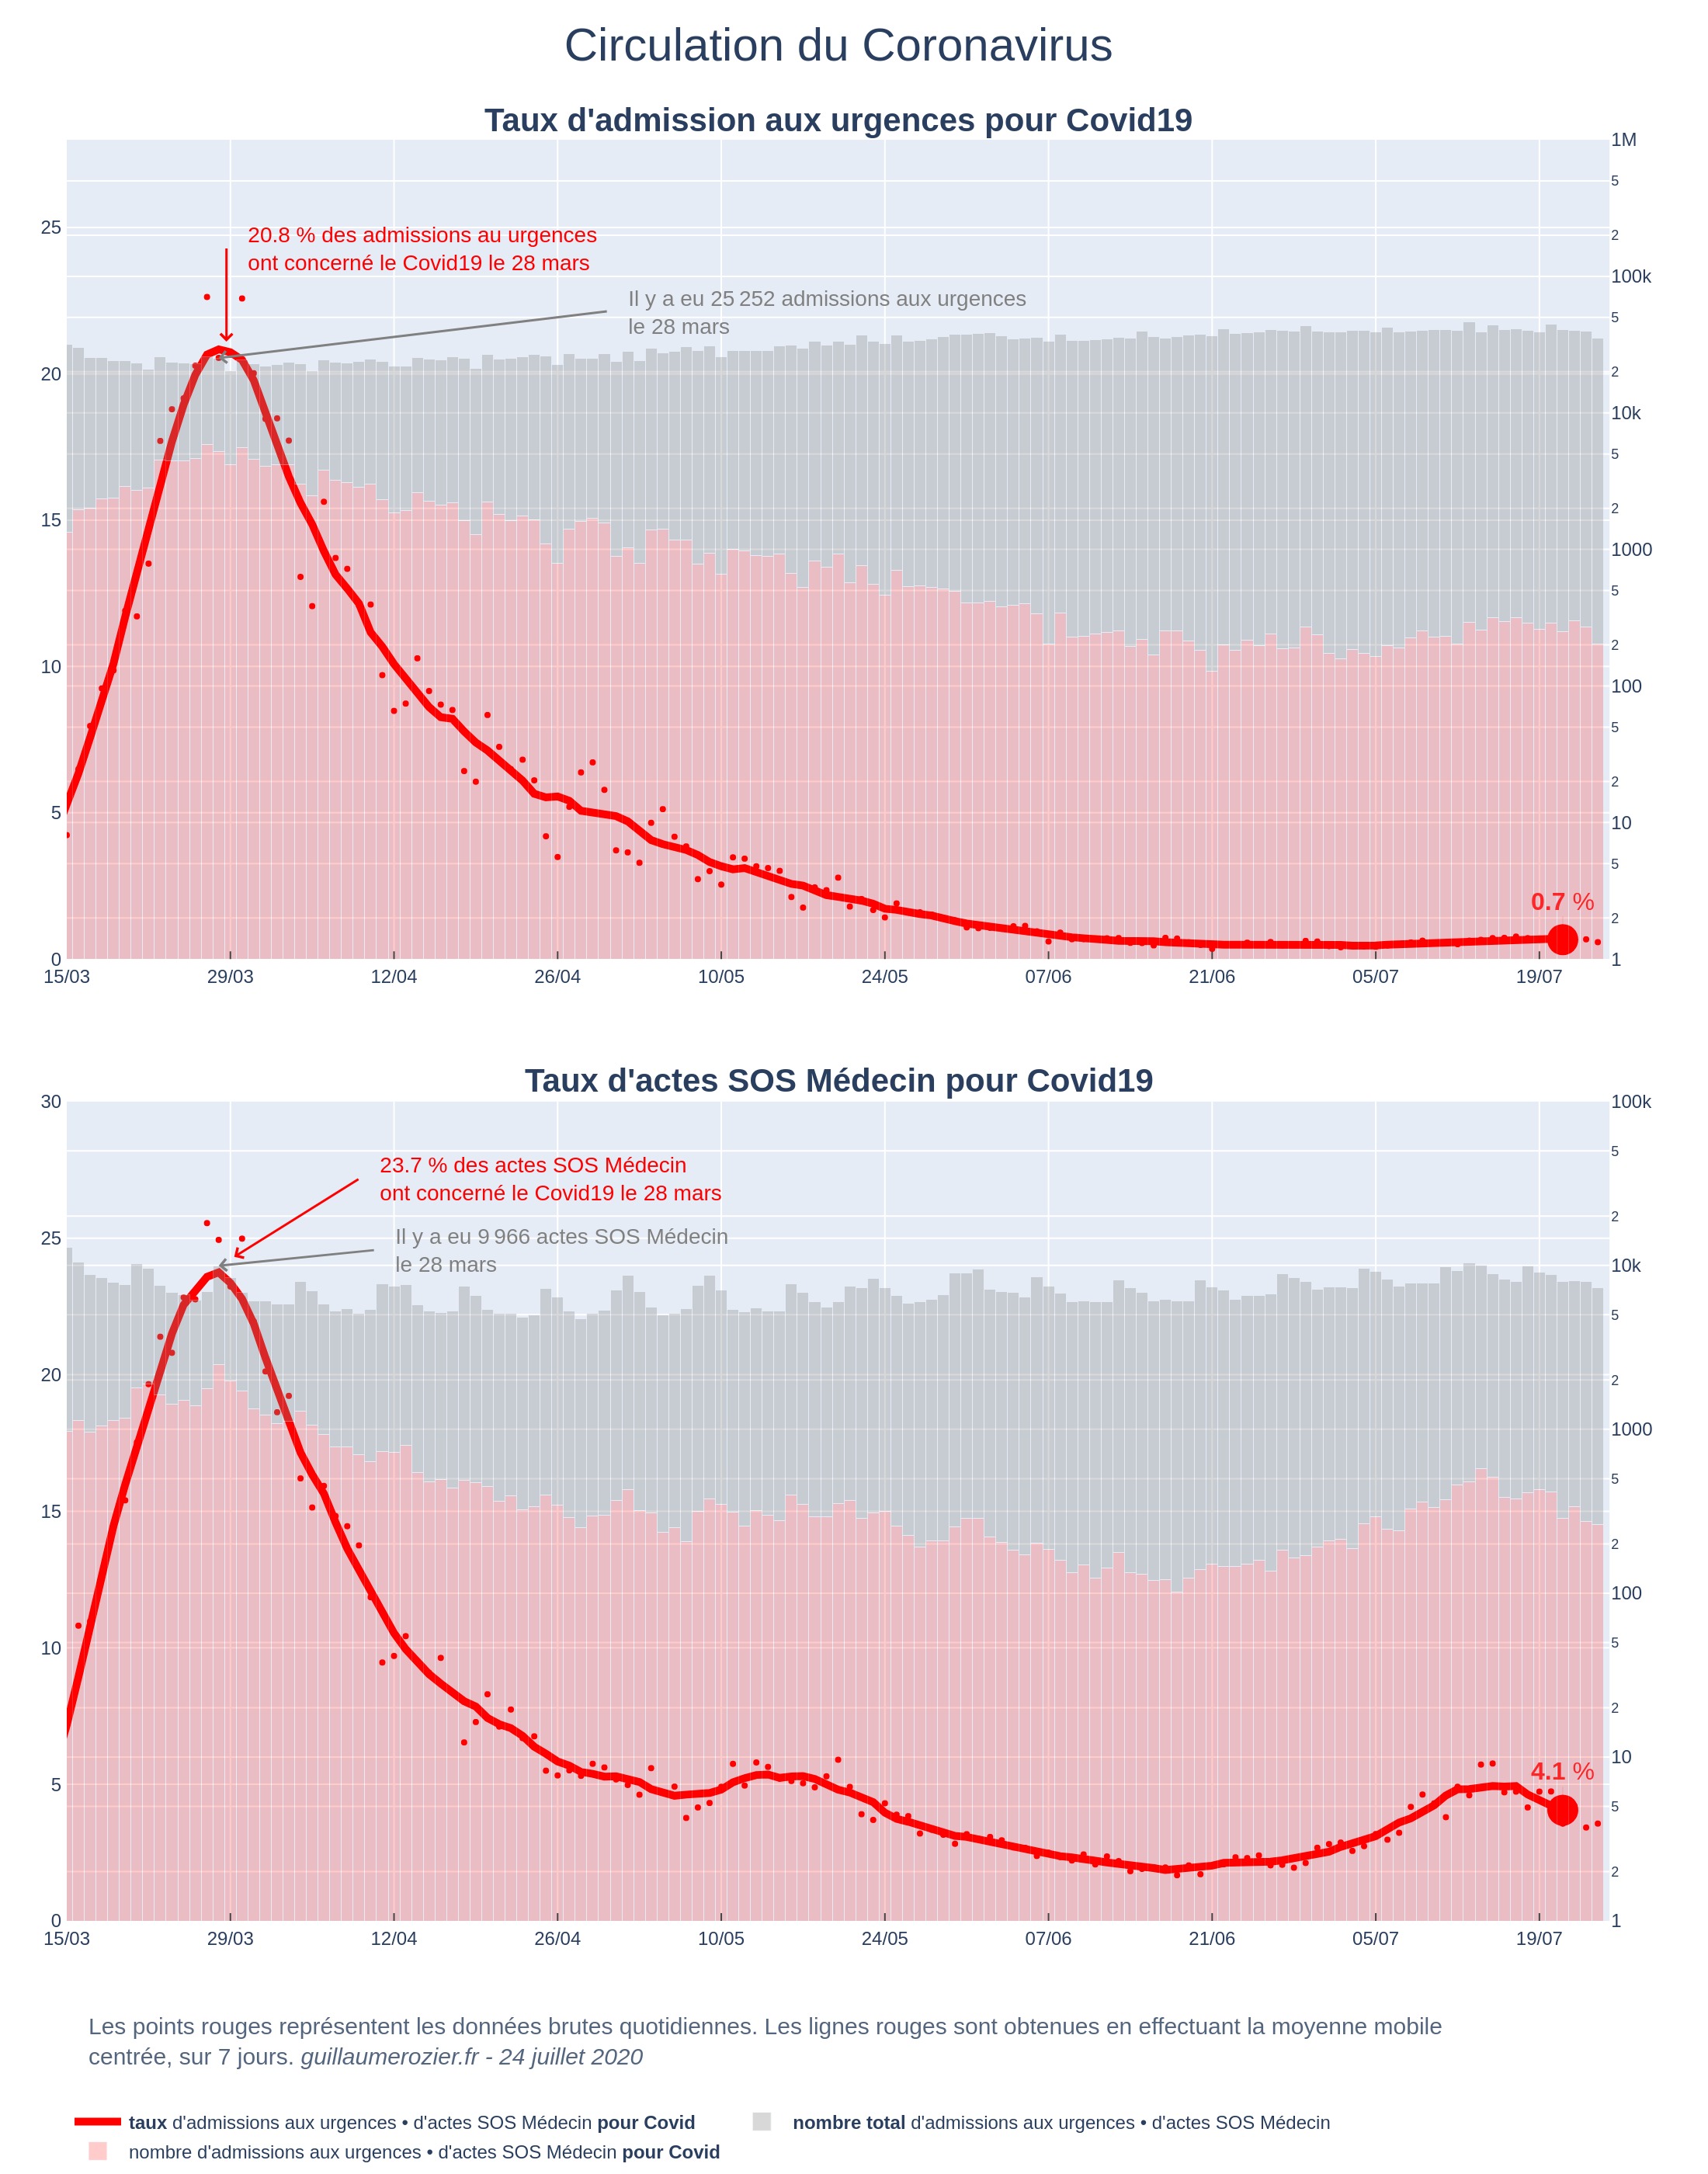 Circulation du Coronavirus
Taux d'admission aux urgences pour Covid19
1M
5
25
20.8 % des admissions au urgences
ont concerné le Covid19 le 28 mars
2
100k
Il y a eu 25 252 admissions aux urgences
le 28 mars
5
20
2
10k
5
15
2
1000
5
10
2
100
5
5
2
10
5
0.7 %
2
0
1
15/03 29/03 12/04 26/04 10/05 24/05 07/06 21/06 05/07 19/07
Taux d'actes SOS Médecin pour Covid19
30
100k
23.7 % des actes SOS Médecin
ont concerné le Covid19 le 28 mars
5
2
25
Il y a eu 9 966 actes SOS Médecin
le 28 mars
10k
5
20
2
1000
5
15
2
100
10
5
2
10
5
4.1 %
5
2
0
1
15/03 29/03 12/04 26/04 10/05 24/05 07/06 21/06 05/07 19/07
Les points rouges représentent les données brutes quotidiennes. Les lignes rouges sont obtenues en effectuant la moyenne mobile
centrée, sur 7 jours. guillaumerozier.fr - 24 juillet 2020
taux d'admissions aux urgences • d'actes SOS Médecin pour Covid
nombre total d'admissions aux urgences • d'actes SOS Médecin
nombre d'admissions aux urgences • d'actes SOS Médecin pour Covid